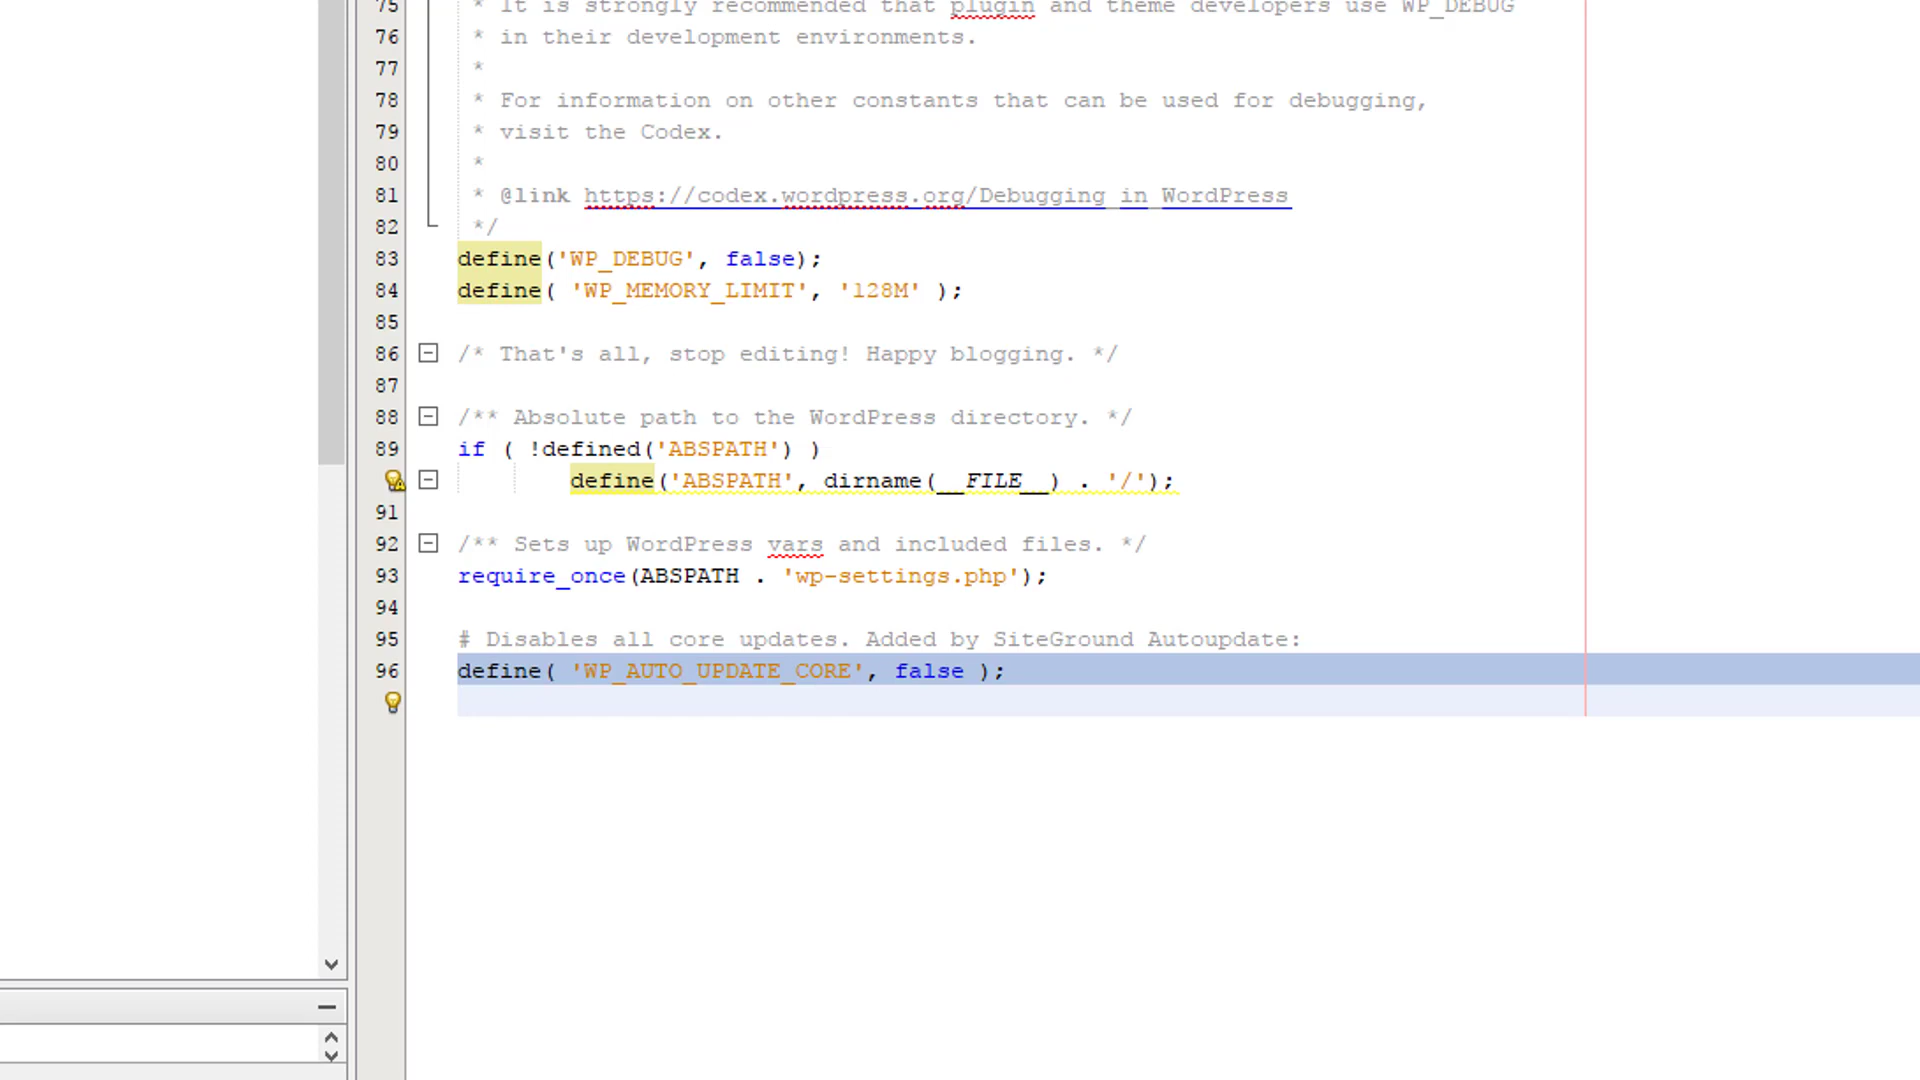 75 * It is strongly recommended that plugin and theme developers use WP_DEBUG
76 * in their development environments.
77 *
78 * For information on other constants that can be used for debugging,
79 * visit the Codex.
80 *
81 * @link https://codex.wordpress.org/Debugging_in_WordPress
82 */
83 define('WP_DEBUG', false);
84 define( 'WP_MEMORY_LIMIT', '128M' );
85
86 /* That's all, stop editing! Happy blogging. */
87
88 /** Absolute path to the WordPress directory. */
89 if ( !defined('ABSPATH') )
define('ABSPATH', dirname(__FILE__) . '/');
91
92 /** Sets up WordPress vars and included files. */
93 require_once(ABSPATH . 'wp-settings.php');
94
95 # Disables all core updates. Added by SiteGround Autoupdate:
96 define( 'WP_AUTO_UPDATE_CORE', false );